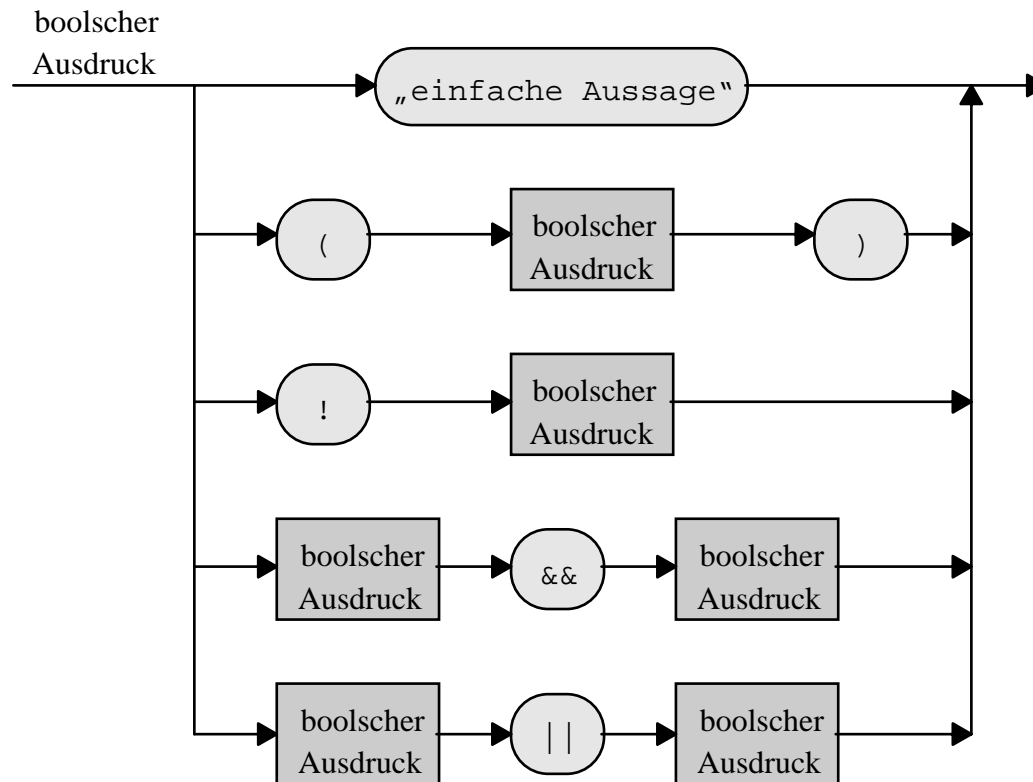 boolscher
Ausdruck
„einfache Aussage“
( boolscher )
Ausdruck
! boolscher
Ausdruck
boolscher && boolscher
Ausdruck Ausdruck
boolscher || boolscher
Ausdruck Ausdruck